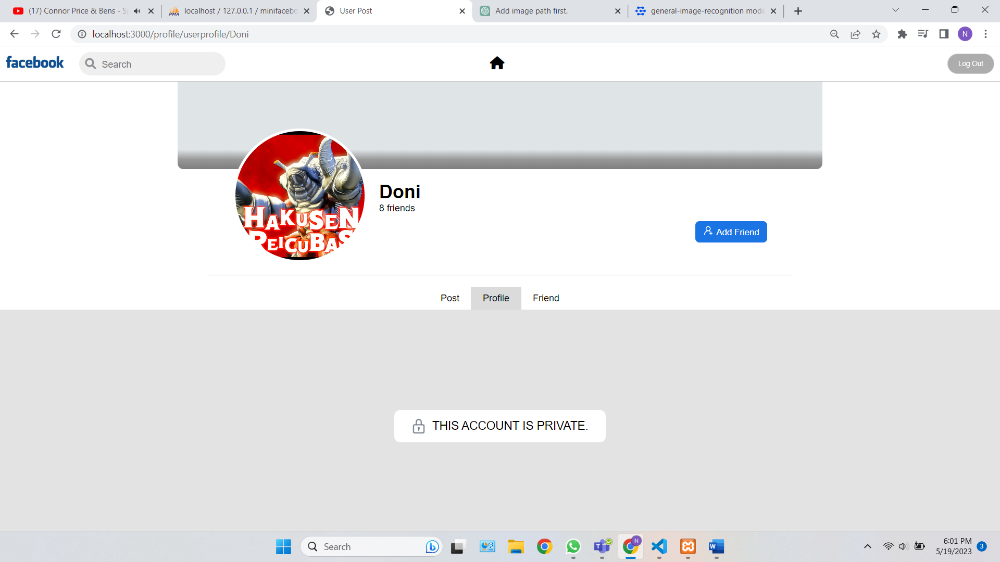 (17) Connor Price & Bens - S
localhost / 127.0.0.1 / minifacebo
User Post
Add image path first.
general-image-recognition mode
localhost:3000/profile/userprofile/Doni
N
facebook
Search
Log Out
HAKUSEN
REICUBAS
Doni
8 friends
Add Friend
Post
Profile
Friend
THIS ACCOUNT IS PRIVATE.
Search
6:01 PM
5/19/2023
3